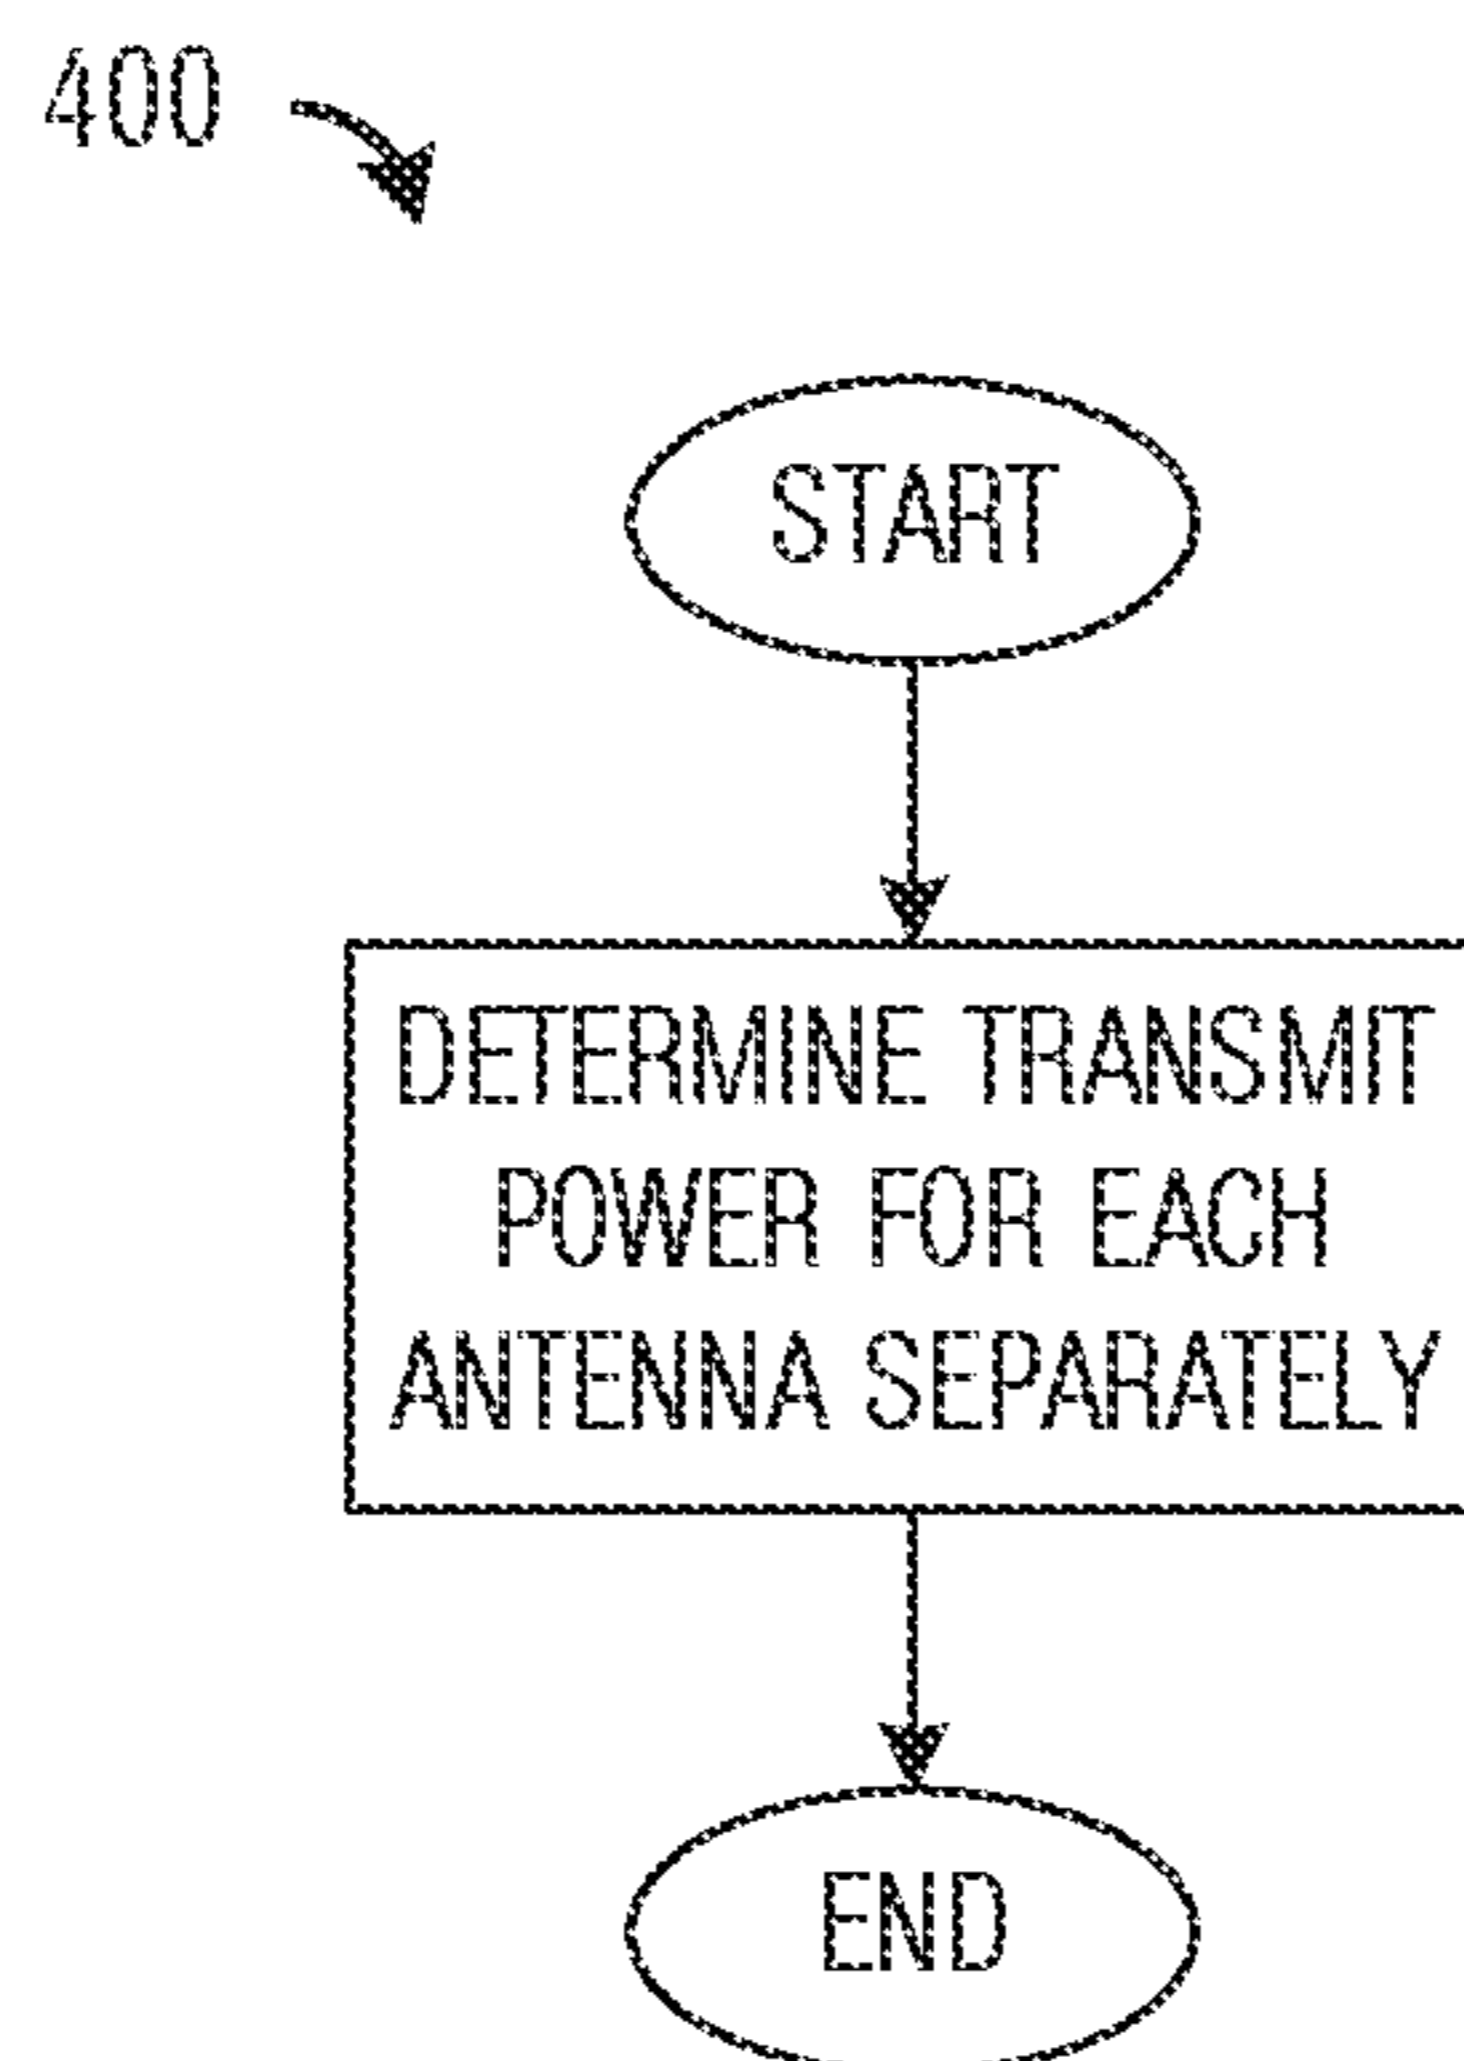 400
START
DETERMINE TRANSMIT
POWER FOR EACH
ANTENNA SEPARATELY
END